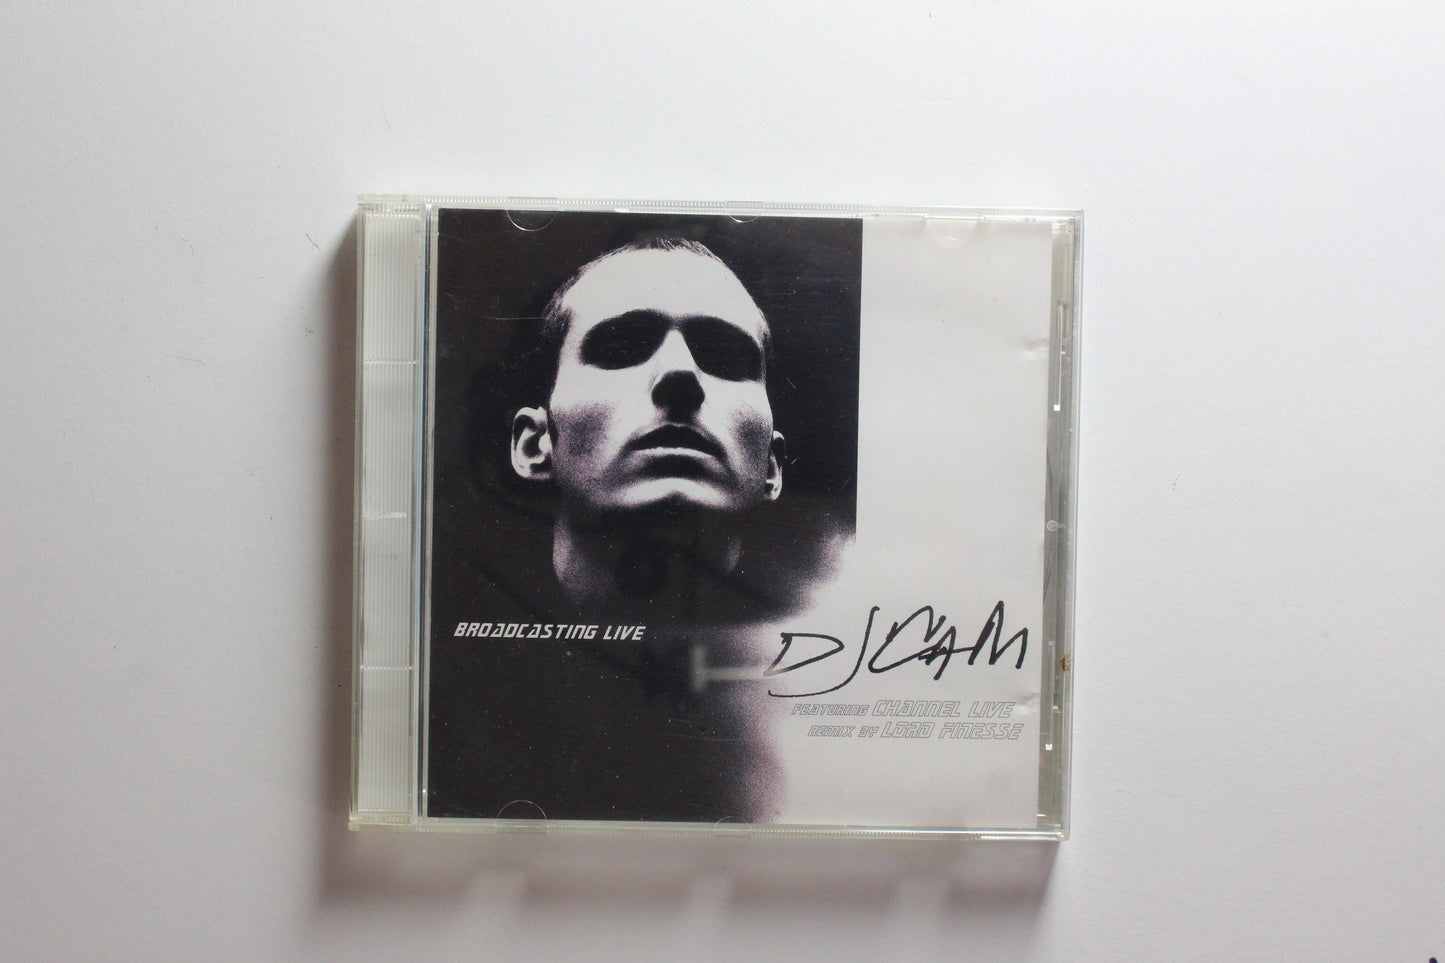 BROADCASTING LIVE
DJ CAM
FEATURING CHANNEL LIVE
REMIX BY LORD FINESSE